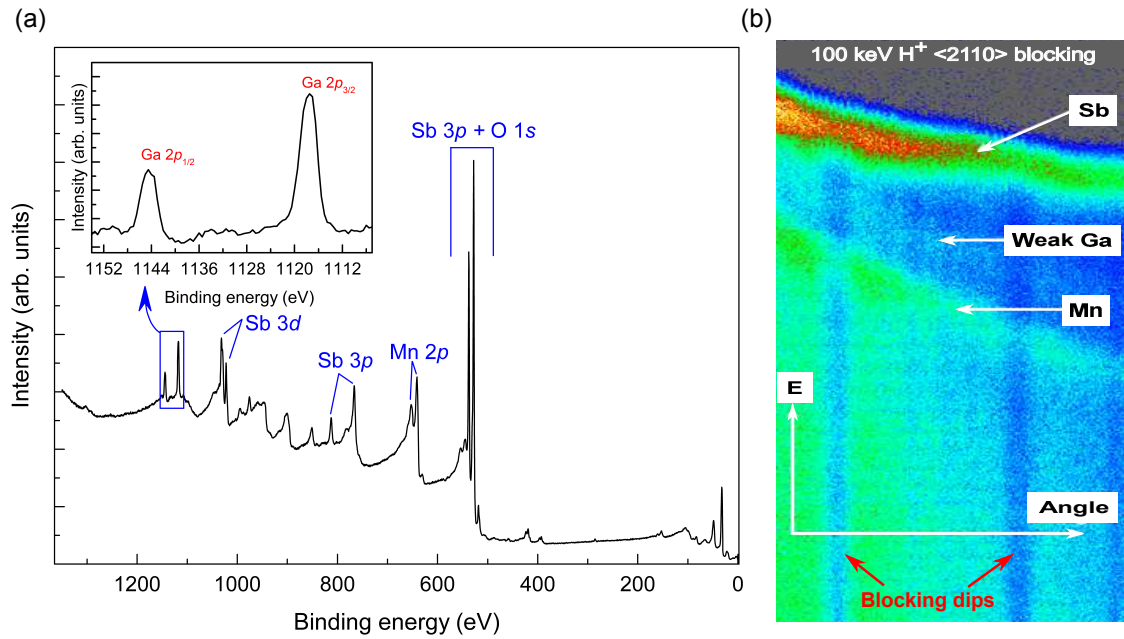 (a)
(b)
Intensity (arb. units)
Intensity (arb. units)
Ga 2p1/2
Ga 2p3/2
1152 1144 1136 1128 1120 1112
Binding energy (eV)
Sb 3p + O 1s
Sb 3d
Sb 3p
Mn 2p
1200 1000 800 600 400 200 0
Binding energy (eV)
100 keV H+ <2110> blocking
Sb
Weak Ga
Mn
E
Angle
Blocking dips